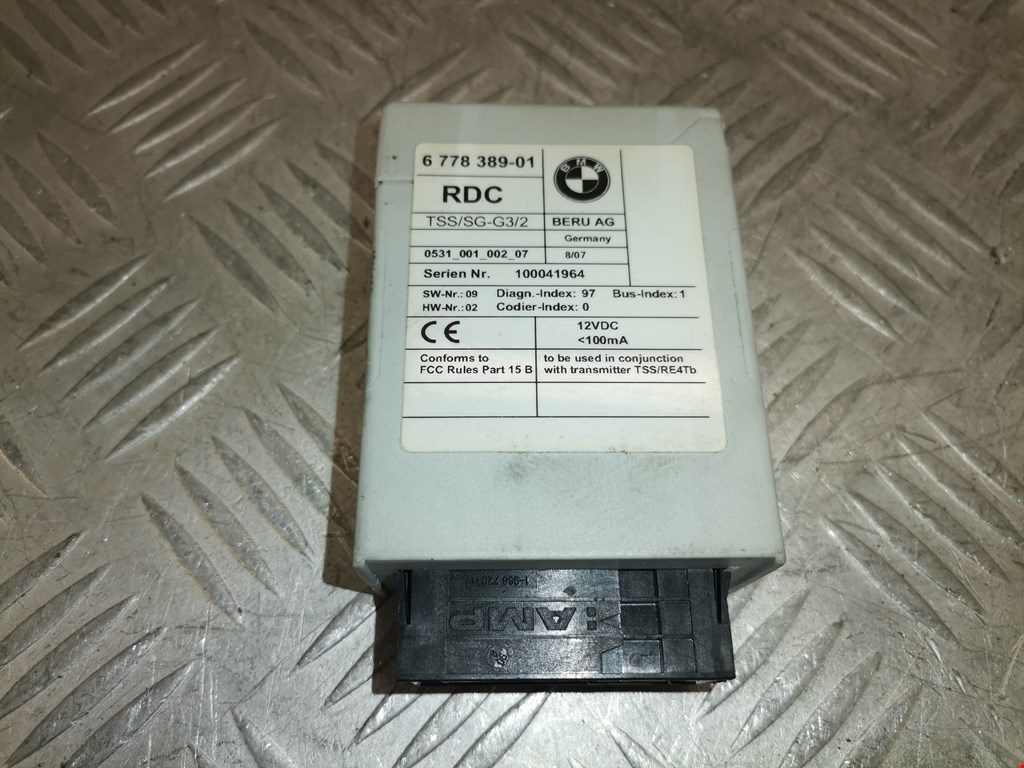 6 778 389-01
BMW
RDC
TSS/SG-G3/2
BERU AG
Germany
0531_001_002_07
8/07
Serien Nr. 100041964
SW-Nr.: 09 Diagn.-Index: 97 Bus-Index: 1
HW-Nr.: 02 Codier-Index: 0
CE
12VDC
<100mA
Conforms to
FCC Rules Part 15 B
to be used in conjunction
with transmitter TSS/RE4Tb
AMP